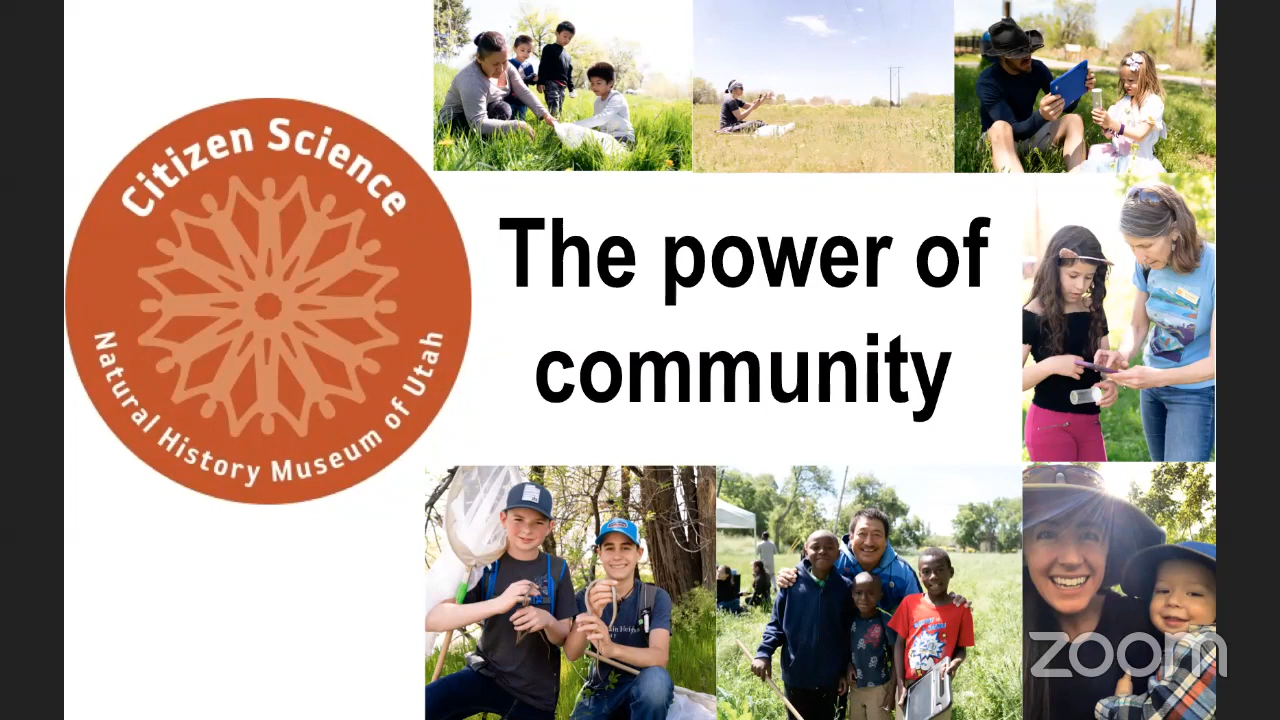 Citizen Science
Natural History Museum of Utah
The power of
community
zoom